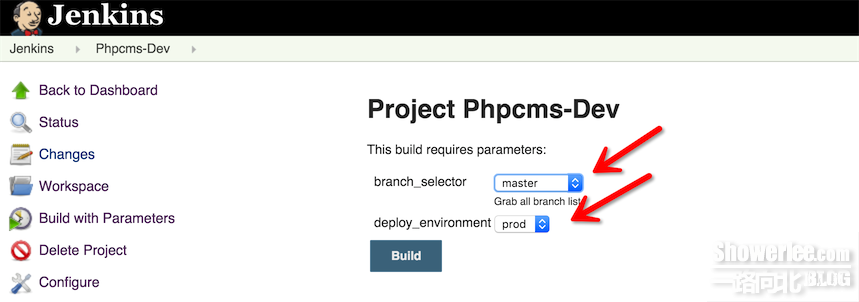 Jenkins
Jenkins Phpcms-Dev
Back to Dashboard
Status
Changes
Workspace
Build with Parameters
Delete Project
Configure
Project Phpcms-Dev
This build requires parameters:
branch_selector master
Grab all branch list
deploy_environment prod
Build
Showerlee.com
一路向北 BLOG